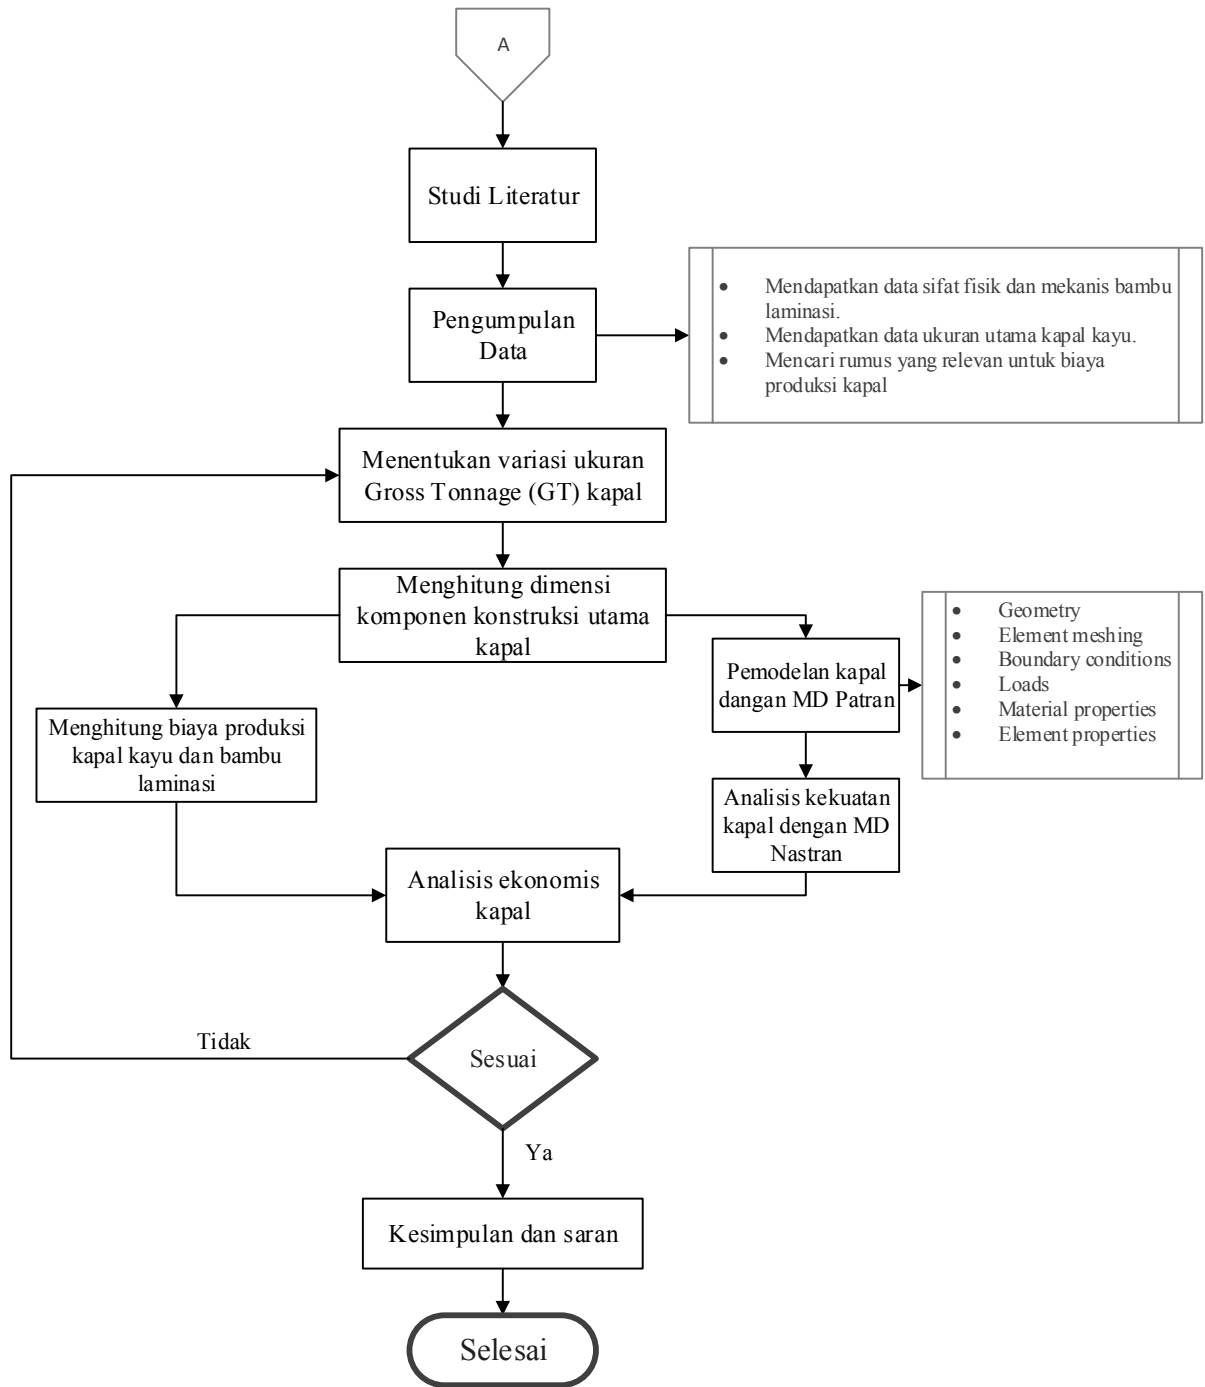 A
Studi Literatur
Pengumpulan
Data
• Mendapatkan data sifat fisik dan mekanis bambu
laminasi.
• Mendapatkan data ukuran utama kapal kayu.
• Mencari rumus yang relevan untuk biaya
produksi kapal
Menentukan variasi ukuran
Gross Tonnage (GT) kapal
Menghitung dimensi
komponen konstruksi utama
kapal
Menghitung biaya produksi
kapal kayu dan bambu
laminasi
Pemodelan kapal
dangan MD Patran
• Geometry
• Element meshing
• Boundary conditions
• Loads
• Material properties
• Element properties
Analisis kekuatan
kapal dengan MD
Nastran
Analisis ekonomis
kapal
Sesuai
Tidak
Ya
Kesimpulan dan saran
Selesai